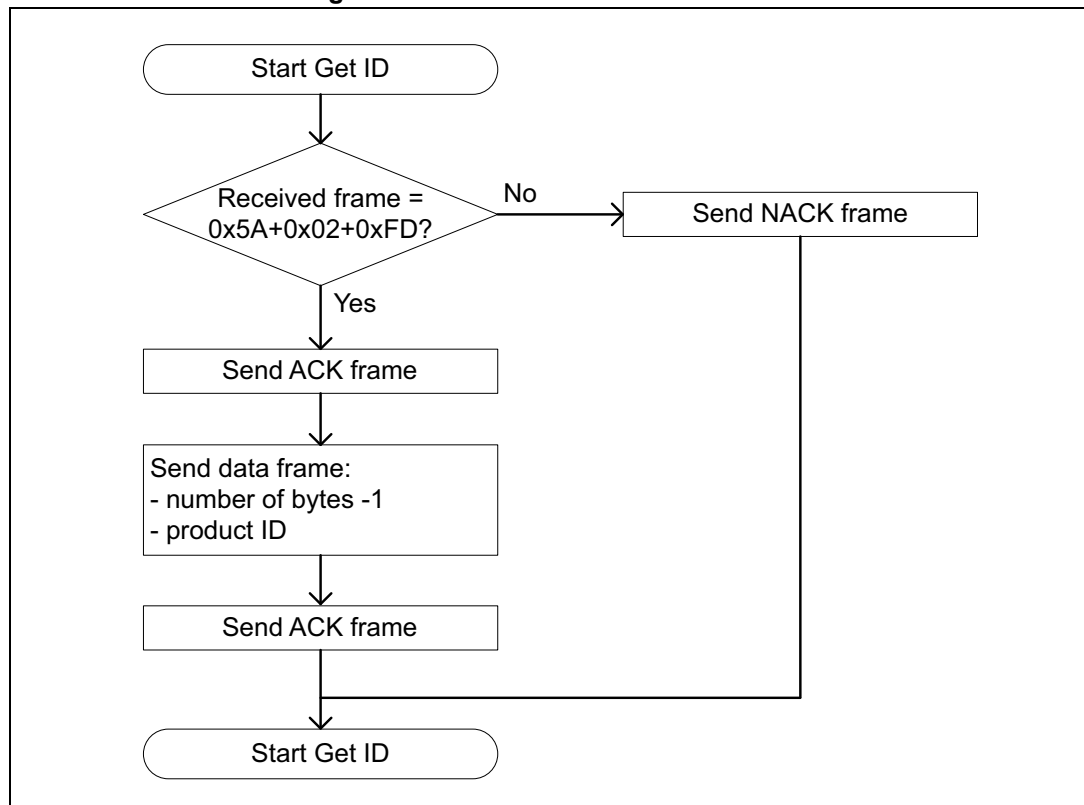 Start Get ID
Received frame =
0x5A+0x02+0xFD?
No
Send NACK frame
Yes
Send ACK frame
Send data frame:
- number of bytes -1
- product ID
Send ACK frame
Start Get ID